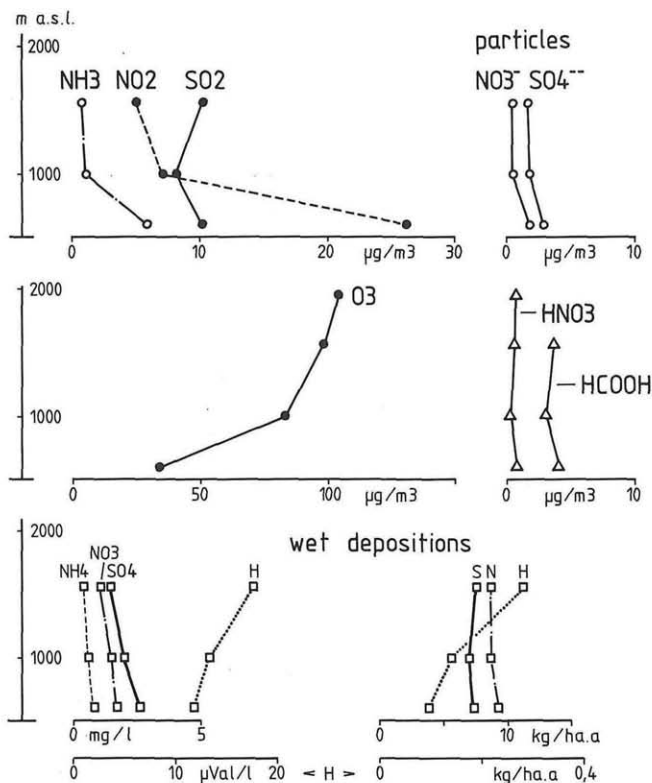 m a.s.l.
2000
particles
NH3 NO2 SO2
NO3⁻ SO4⁻⁻
1000
0 10 20 µg/m3 30
0 µg/m3 10
2000
O3
HNO3
HCOOH
1000
50 100 µg/m3
0 µg/m3 10
2000
wet depositions
NO3
NH4 /SO4 H
S N H
1000
0 mg/l 5
0 10 kg/ha.a
0 10 µVal/l 20 < H > 0 kg/ha.a 0,4